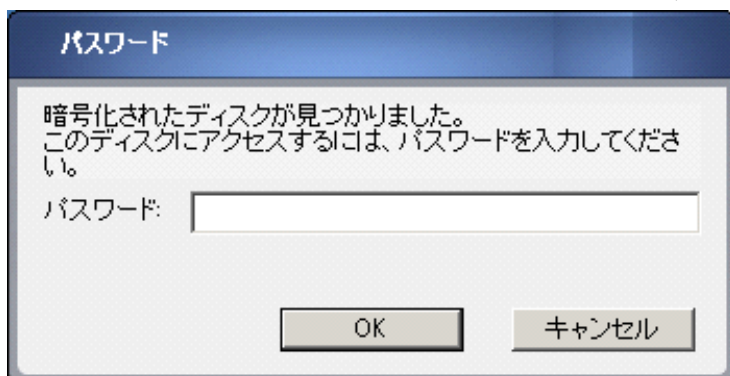 パスワード
暗号化されたディスクが見つかりました。
このディスクにアクセスするには、パスワードを入力してくださ
い。
パスワード:
OK
キャンセル